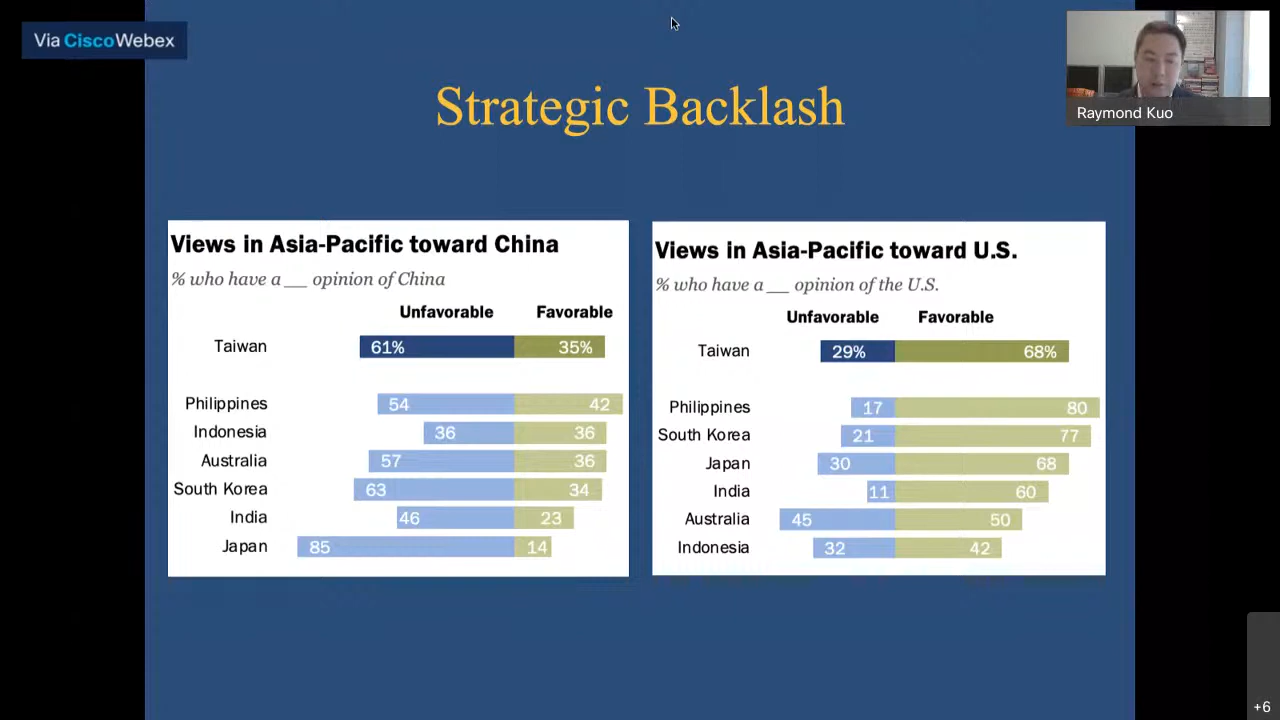 Via CiscoWebex
Strategic Backlash
Raymond Kuo
Views in Asia-Pacific toward China
% who have a __ opinion of China
Unfavorable Favorable
Taiwan 61% 35%
Philippines 54 42
Indonesia 36 36
Australia 57 36
South Korea 63 34
India 46 23
Japan 85 14
Views in Asia-Pacific toward U.S.
% who have a __ opinion of the U.S.
Unfavorable Favorable
Taiwan 29% 68%
Philippines 17 80
South Korea 21 77
Japan 30 68
India 11 60
Australia 45 50
Indonesia 32 42
+6